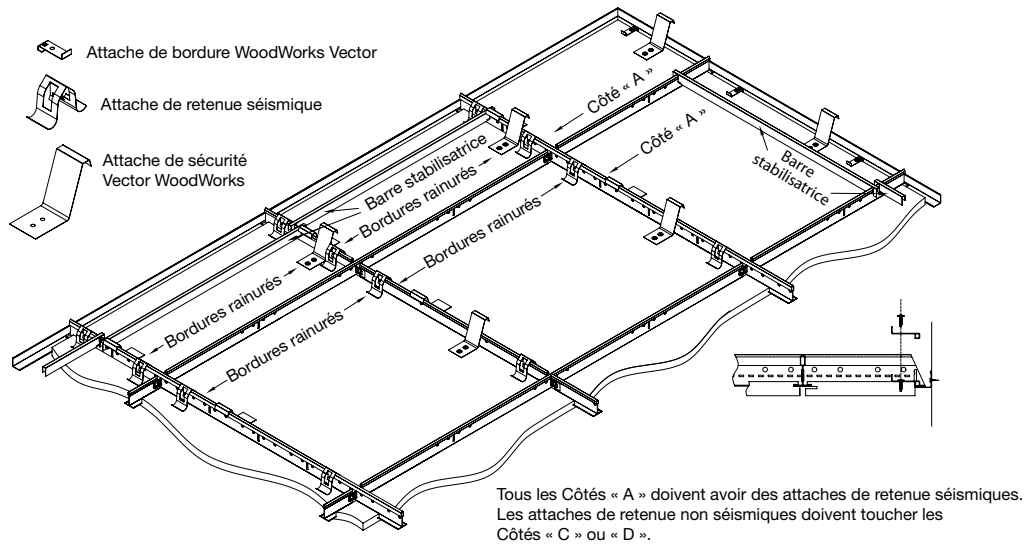 Attache de bordure WoodWorks Vector
Attache de retenue séismique
Attache de sécurité
Vector WoodWorks
Côté « A »
Côté « A »
Barre
stabilisatrice
Barre stabilisatrice
Bordures rainurés
Bordures rainurés
Bordures rainurés
Bordures rainurés
Tous les Côtés « A » doivent avoir des attaches de retenue séismiques.
Les attaches de retenue non séismiques doivent toucher les
Côtés « C » ou « D ».